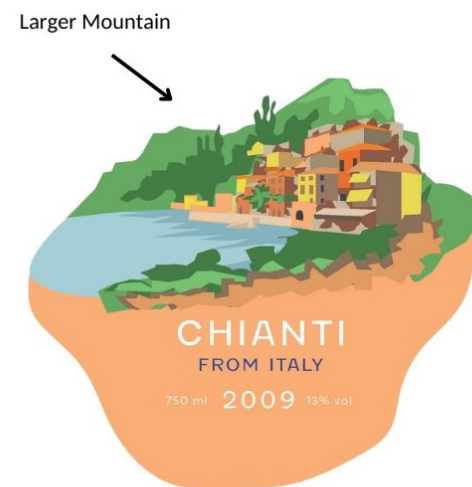 Larger Mountain
CHIANTI
FROM ITALY
750 ml 2009 13% vol